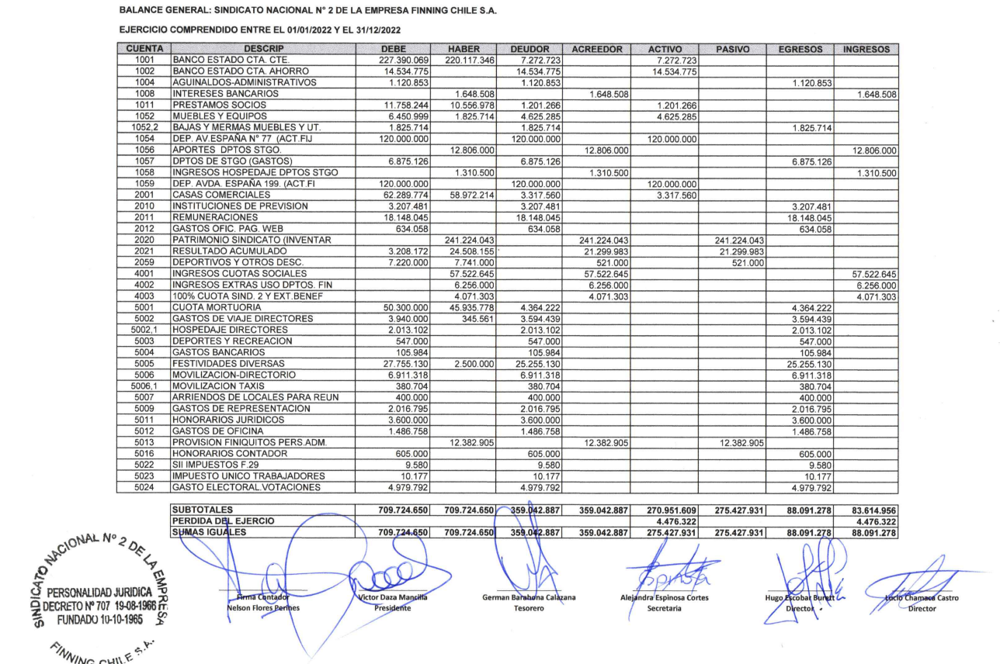 BALANCE GENERAL: SINDICATO NACIONAL N° 2 DE LA EMPRESA FINNING CHILE S.A.
EJERCICIO COMPRENDIDO ENTRE EL 01/01/2022 Y EL 31/12/2022
CUENTA DESCRIP DEBE HABER DEUDOR ACREEDOR ACTIVO PASIVO EGRESOS INGRESOS
1001 BANCO ESTADO CTA. CTE. 227.390.069 220.117.346 7.272.723 7.272.723
1002 BANCO ESTADO CTA. AHORRO 14.534.775 14.534.775 14.534.775
1004 AGUINALDOS-ADMINISTRATIVOS 1.120.853 1.120.853 1.120.853
1008 INTERESES BANCARIOS 1.648.508 1.648.508 1.648.508
1011 PRESTAMOS SOCIOS 11.758.244 10.556.978 1.201.266 1.201.266
1052 MUEBLES Y EQUIPOS 6.450.999 1.825.714 4.625.285 4.625.285
1052,2 BAJAS Y MERMAS MUEBLES Y UT. 1.825.714 1.825.714 1.825.714
1054 DEP. AV.ESPAÑA N° 77 (ACT.FIJ 120.000.000 120.000.000 120.000.000
1056 APORTES DPTOS STGO. 12.806.000 12.806.000 12.806.000
1057 DPTOS DE STGO (GASTOS) 6.875.126 6.875.126 6.875.126
1058 INGRESOS HOSPEDAJE DPTOS STGO 1.310.500 1.310.500 1.310.500
1059 DEP. AVDA. ESPAÑA 199. (ACT.FI 120.000.000 120.000.000 120.000.000
2001 CASAS COMERCIALES 62.289.774 58.972.214 3.317.560 3.317.560
2010 INSTITUCIONES DE PREVISION 3.207.481 3.207.481 3.207.481
2011 REMUNERACIONES 18.148.045 18.148.045 18.148.045
2012 GASTOS OFIC. PAG. WEB 634.058 634.058 634.058
2020 PATRIMONIO SINDICATO (INVENTAR 241.224.043 241.224.043 241.224.043
2021 RESULTADO ACUMULADO 3.208.172 24.508.155 21.299.983 21.299.983
2059 DEPORTIVOS Y OTROS DESC. 7.220.000 7.741.000 521.000 521.000
4001 INGRESOS CUOTAS SOCIALES 57.522.645 57.522.645 57.522.645
4002 INGRESOS EXTRAS USO DPTOS. FIN 6.256.000 6.256.000 6.256.000
4003 100% CUOTA SIND. 2 Y EXT.BENEF 4.071.303 4.071.303 4.071.303
5001 CUOTA MORTUORIA 50.300.000 45.935.778 4.364.222 4.364.222
5002 GASTOS DE VIAJE DIRECTORES 3.940.000 345.561 3.594.439 3.594.439
5002,1 HOSPEDAJE DIRECTORES 2.013.102 2.013.102 2.013.102
5003 DEPORTES Y RECREACION 547.000 547.000 547.000
5004 GASTOS BANCARIOS 105.984 105.984 105.984
5005 FESTIVIDADES DIVERSAS 27.755.130 2.500.000 25.255.130 25.255.130
5006 MOVILIZACION-DIRECTORIO 6.911.318 6.911.318 6.911.318
5006,1 MOVILIZACION TAXIS 380.704 380.704 380.704
5007 ARRIENDOS DE LOCALES PARA REUN 400.000 400.000 400.000
5009 GASTOS DE REPRESENTACION 2.016.795 2.016.795 2.016.795
5011 HONORARIOS JURIDICOS 3.600.000 3.600.000 3.600.000
5012 GASTOS DE OFICINA 1.486.758 1.486.758 1.486.758
5013 PROVISION FINIQUITOS PERS.ADM. 12.382.905 12.382.905 12.382.905
5016 HONORARIOS CONTADOR 605.000 605.000 605.000
5022 SII IMPUESTOS F.29 9.580 9.580 9.580
5023 IMPUESTO UNICO TRABAJADORES 10.177 10.177 10.177
5024 GASTO ELECTORAL.VOTACIONES 4.979.792 4.979.792 4.979.792
SUBTOTALES 709.724.650 709.724.650 359.042.887 359.042.887 270.951.609 275.427.931 88.091.278 83.614.956
PERDIDA DEL EJERCIO 4.476.322 4.476.322
SUMAS IGUALES 709.724.650 709.724.650 359.042.887 359.042.887 275.427.931 275.427.931 88.091.278 88.091.278
SINDICATO NACIONAL N° 2 DE LA EMPRESA
PERSONALIDAD JURIDICA
DECRETO N° 707 19-08-1966
FUNDADO 10-10-1965
FINNING CHILE S.A.
Firma Contador Victor Daza Mancilla German Barahona Calazana Alejandra Espinosa Cortes Hugo Escobar Lucio Chamaca Castro
Nelson Flores Presidente Tesorero Secretaria Director Director